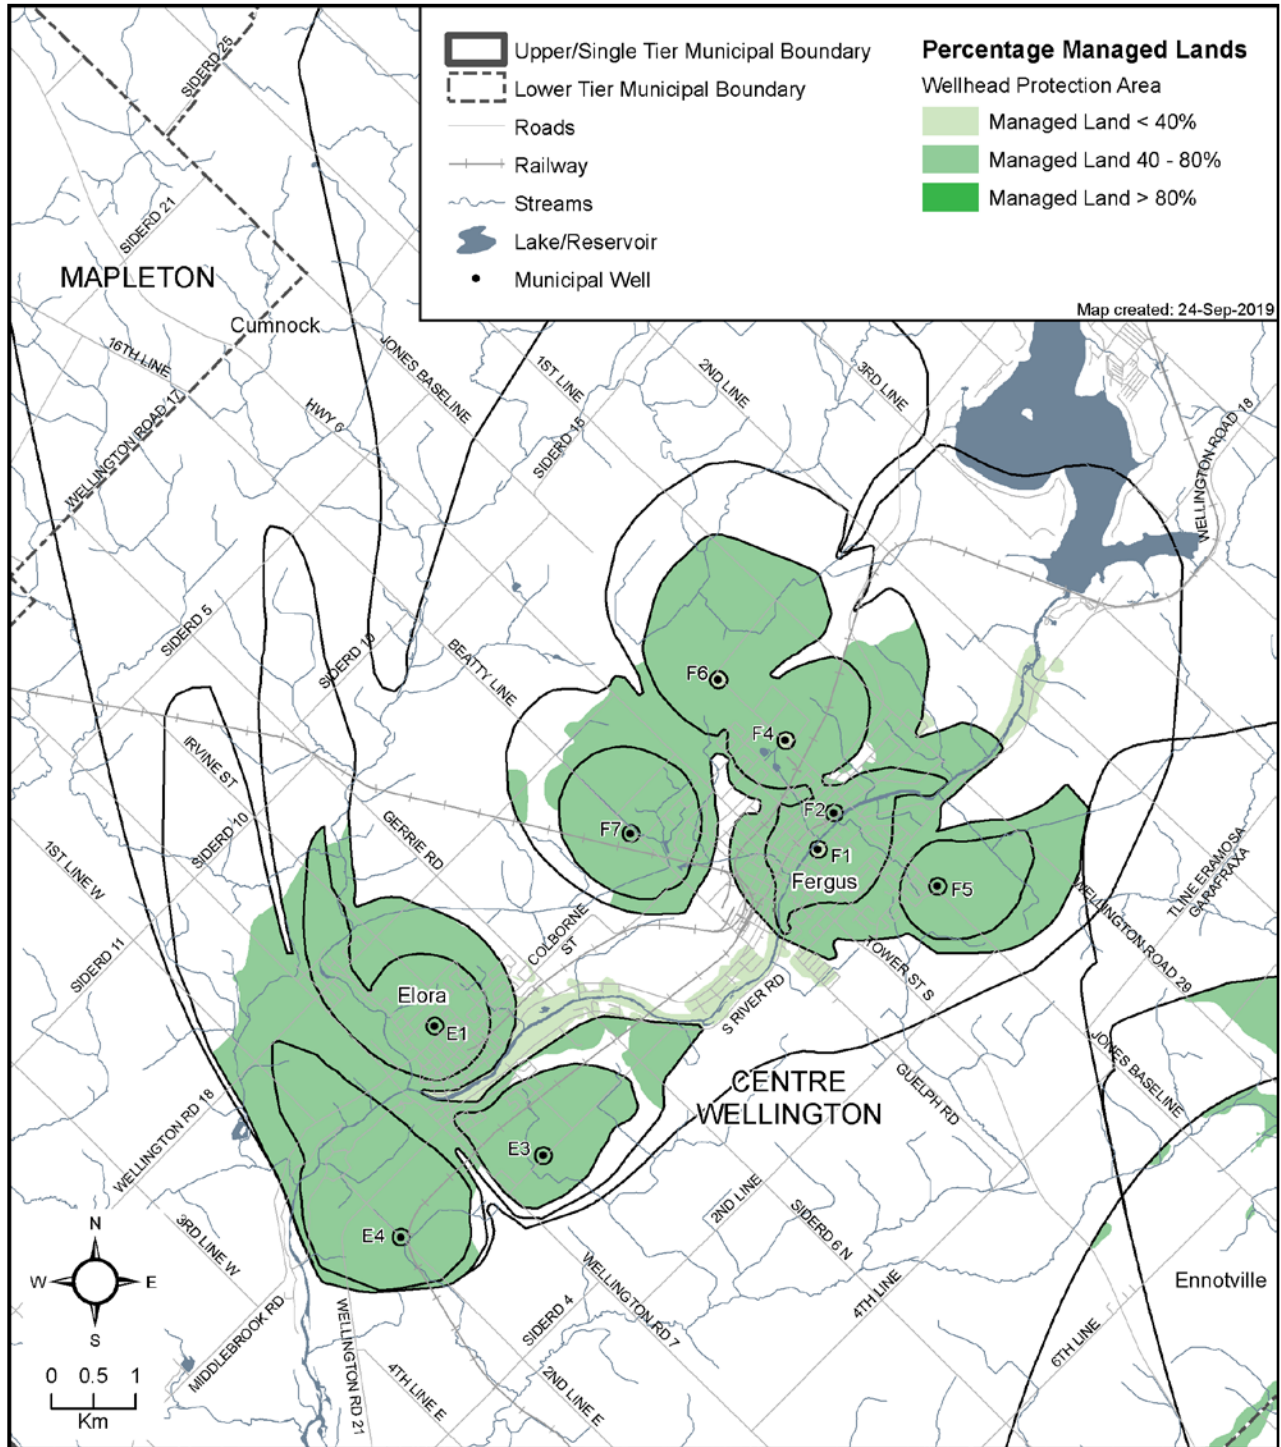 Upper/Single Tier Municipal Boundary
Lower Tier Municipal Boundary
Roads
Railway
Streams
Lake/Reservoir
Municipal Well
Percentage Managed Lands
Wellhead Protection Area
Managed Land < 40%
Managed Land 40 - 80%
Managed Land > 80%
Map created: 24-Sep-2019
SIDERD 25
SIDERD 21
MAPLETON
Cumnock
16TH LINE
JONES BASELINE
1ST LINE
2ND LINE
3RD LINE
HWY 6
WELLINGTON ROAD 17
SIDERD 15
WELLINGTON ROAD 18
SIDERD 5
SIDERD 10
BEATTY LINE
F6
F4
IRVINE ST
F2
F7
F1
Fergus
F5
SIDERD 10
GERRIE RD
1ST LINE W
TLINE ERAMOSA
GARAFRAXA
WELLINGTON ROAD 29
COLBORNE
ST
TOWER ST S
SIDERD 11
Elora
E1
S RIVER RD
CENTRE
WELLINGTON
GUELPH RD
JONES BASELINE
WELLINGTON RD 18
E3
2ND LINE
SIDERD 6 N
3RD LINE W
E4
N
W
E
S
WELLINGTON RD 7
4TH LINE
Ennotville
SIDERD 4
MIDDLEBROOK RD
WELLINGTON RD 21
6TH LINE
4TH LINE E
2ND LINE E
0 0.5 1
Km